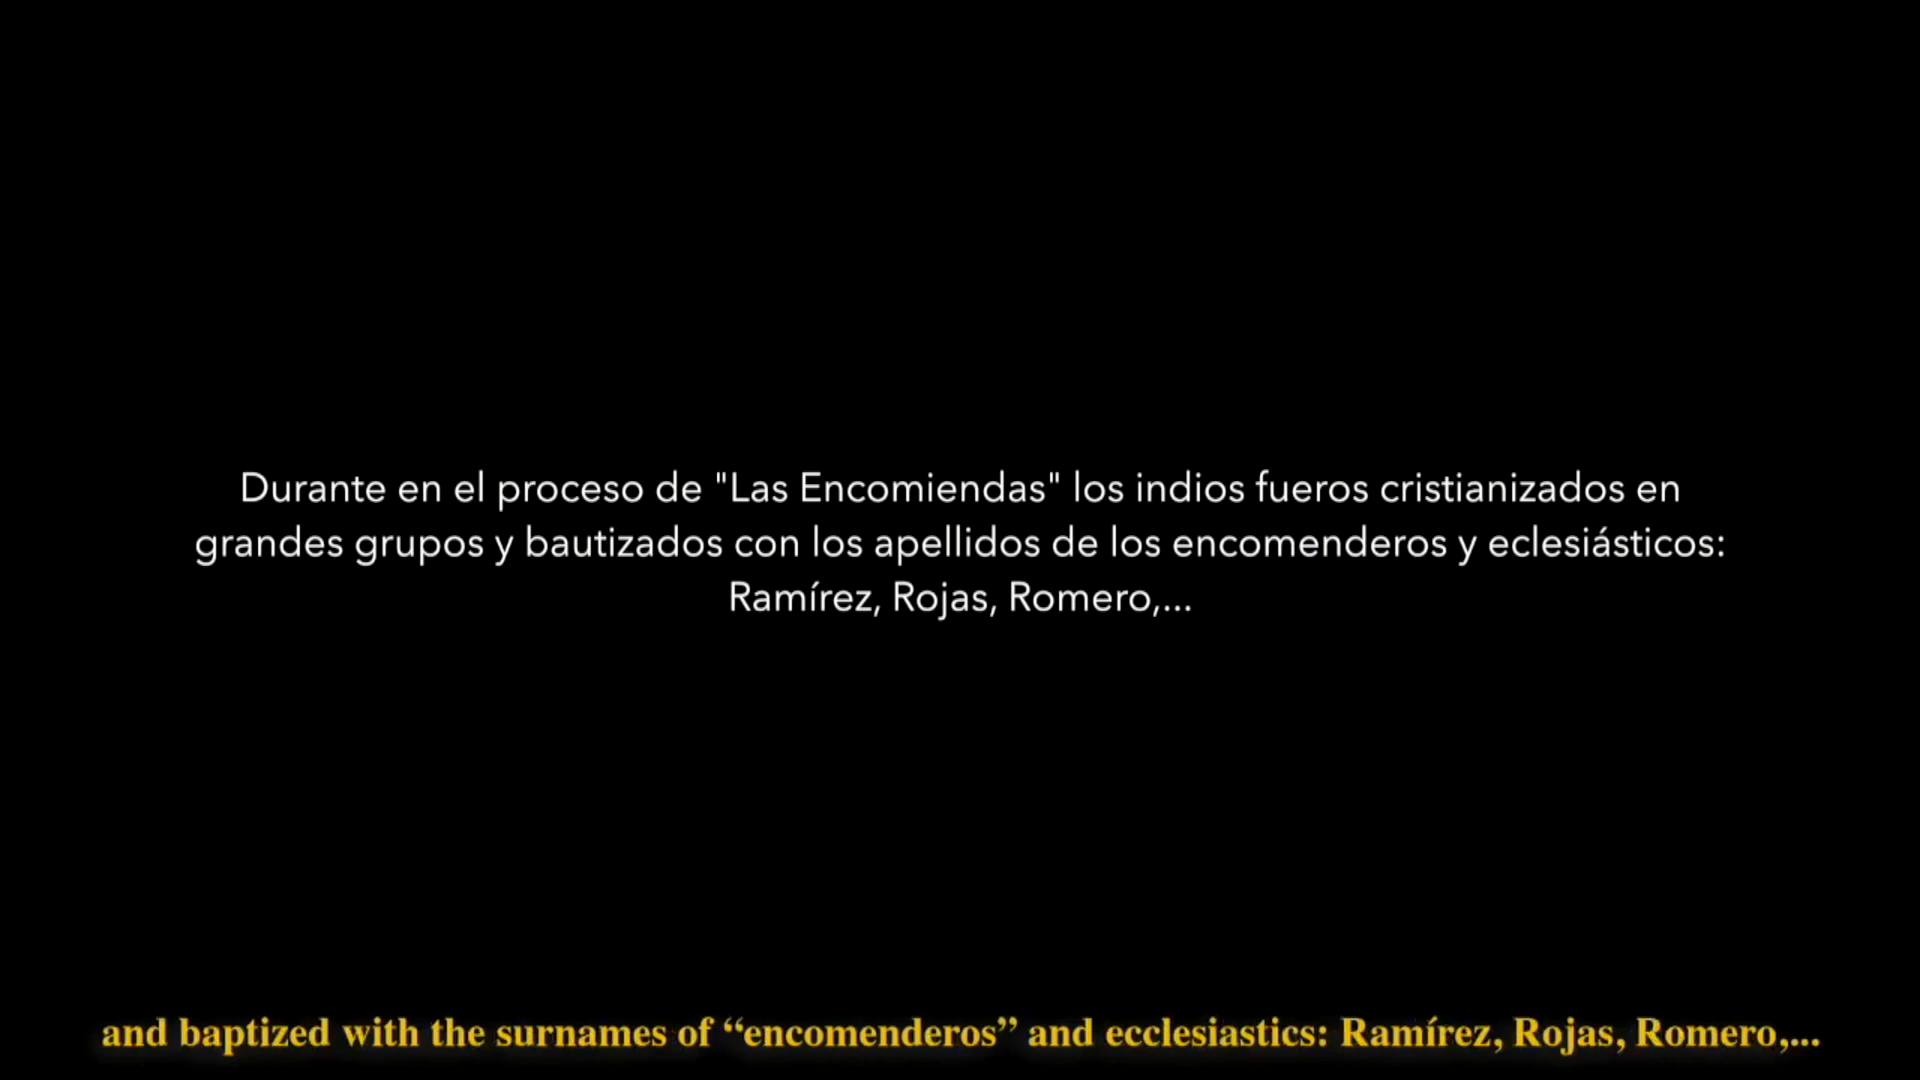 Durante en el proceso de "Las Encomiendas" los indios fueros cristianizados en
grandes grupos y bautizados con los apellidos de los encomenderos y eclesiásticos:
Ramírez, Rojas, Romero,...
and baptized with the surnames of “encomenderos” and ecclesiastics: Ramírez, Rojas, Romero,...